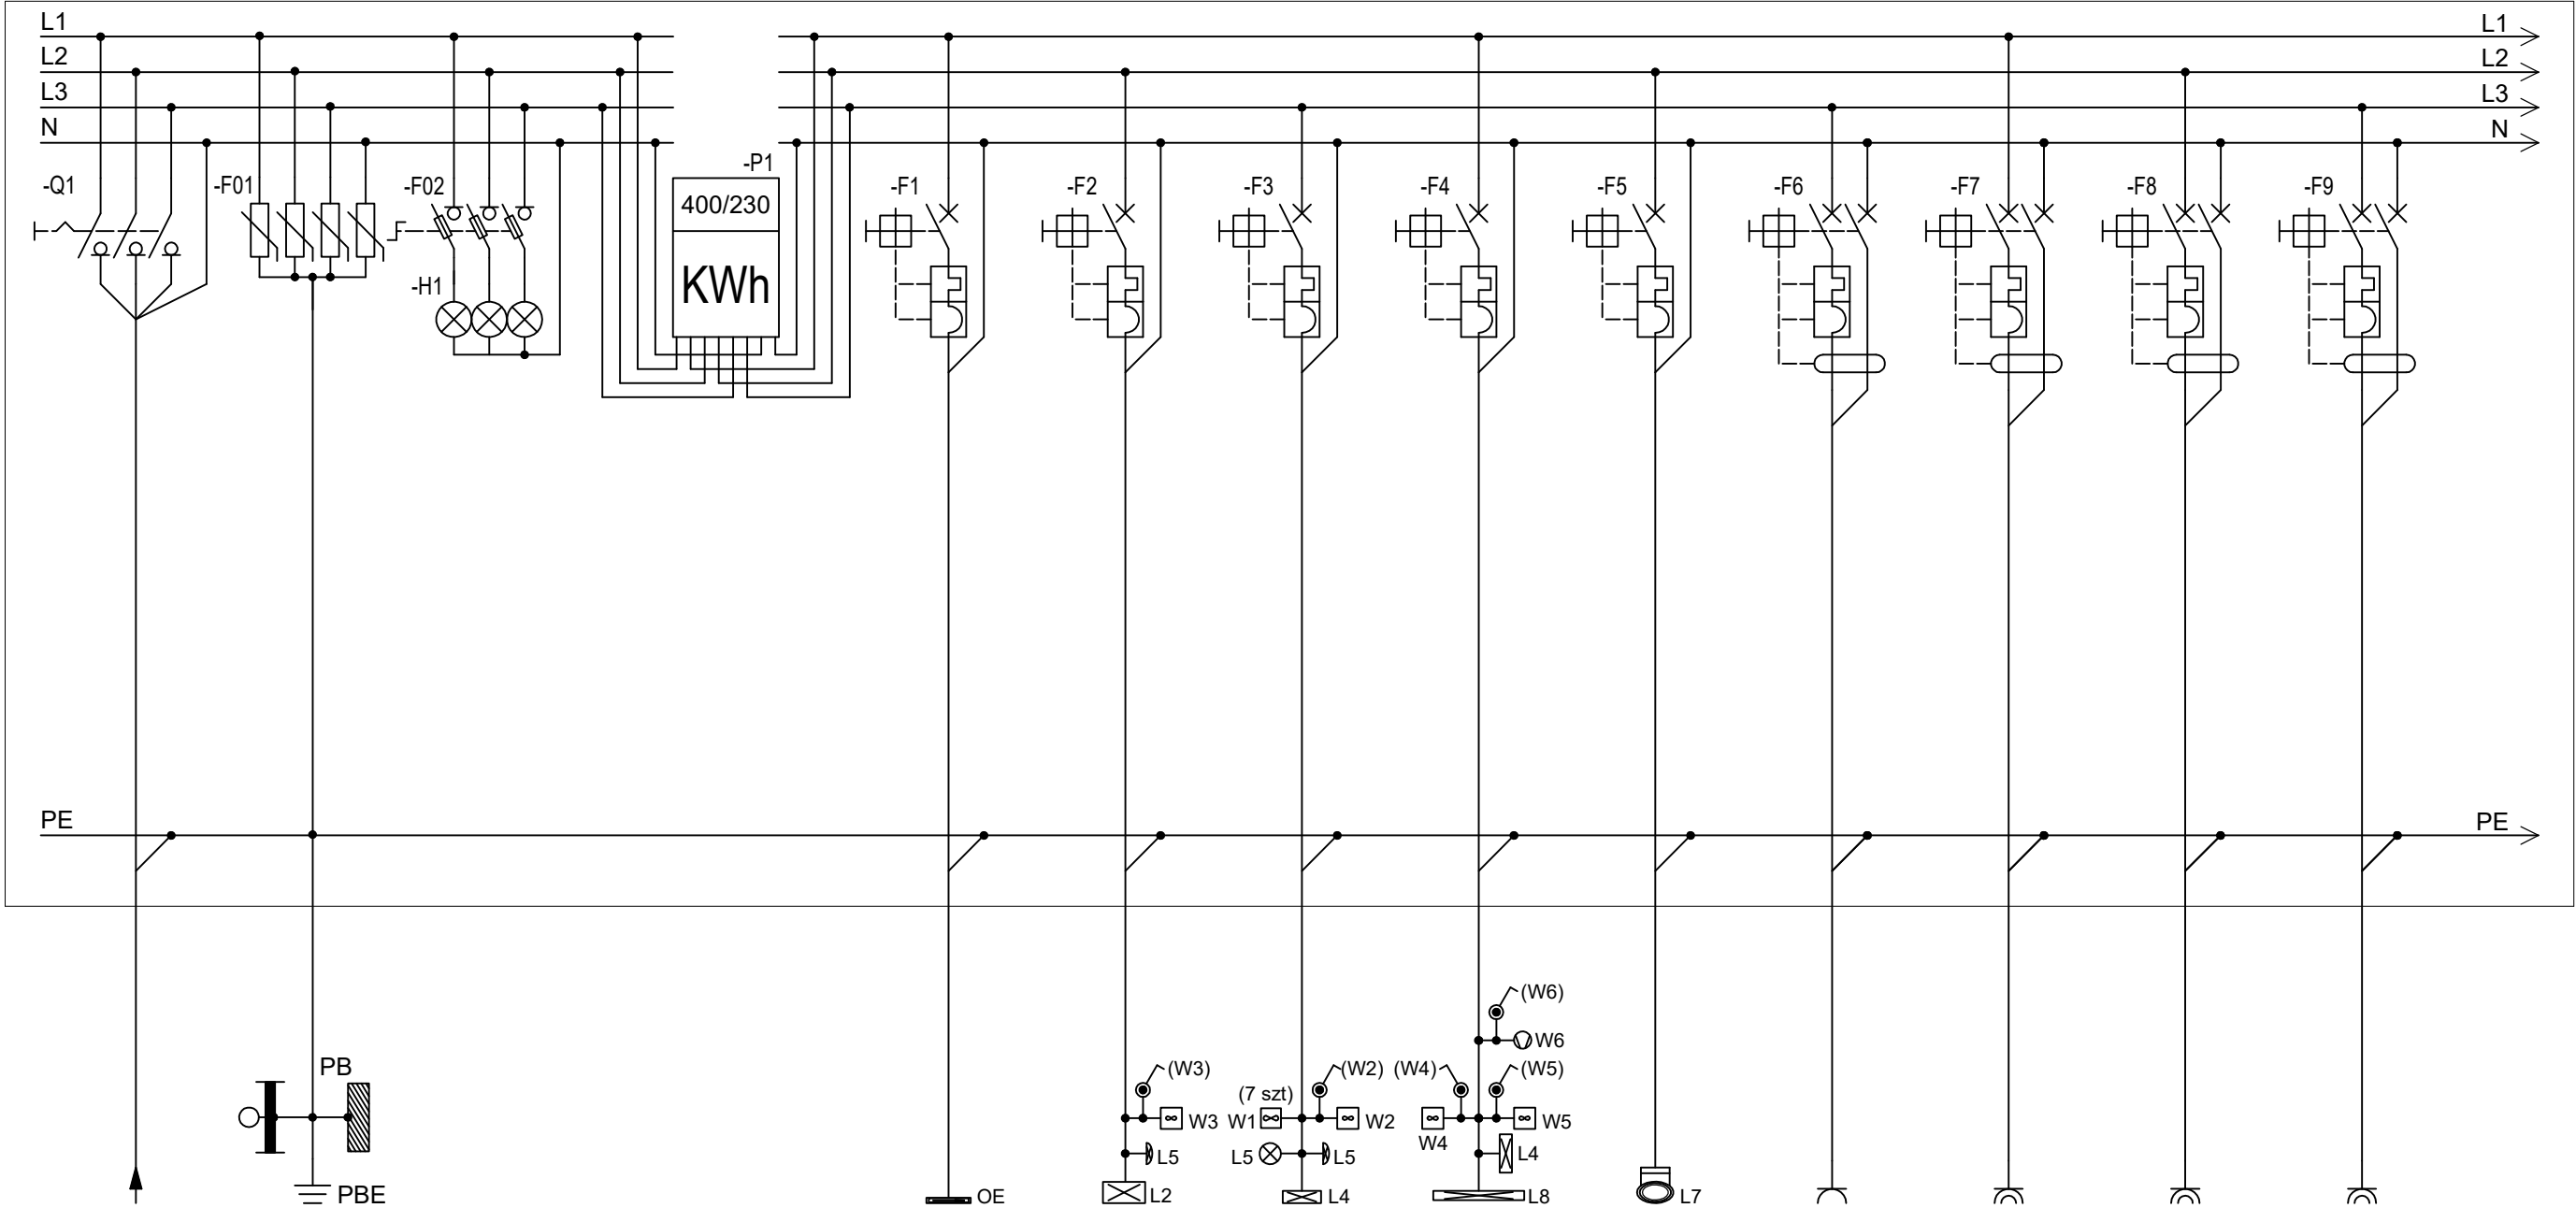 L1 L1
L2 L2
L3 L3
N N
-P1
-Q1 -F01 -F02 -F1 -F2 -F3 -F4 -F5 -F6 -F7 -F8 -F9
400/230
KWh
-H1
PE PE
(W6)
W6
PB (W3) (W2) (W4) (W5)
(7 szt)
W3 W1 W2 W4 W5
L5 L5 L5 L4
PBE OE L2 L4 L8 L7